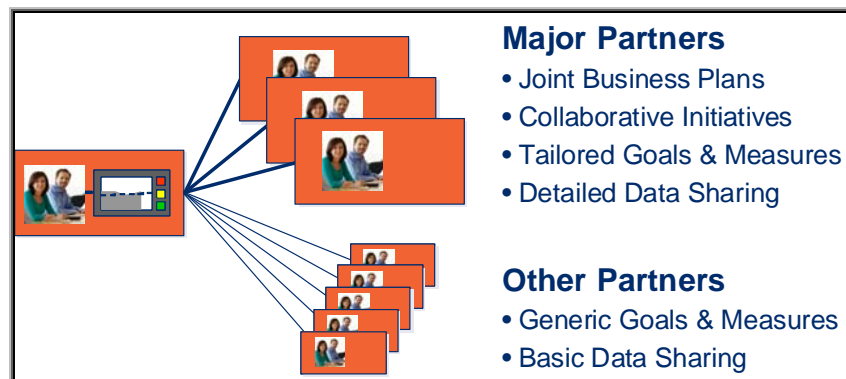 Major Partners
• Joint Business Plans
• Collaborative Initiatives
• Tailored Goals & Measures
• Detailed Data Sharing
Other Partners
• Generic Goals & Measures
• Basic Data Sharing